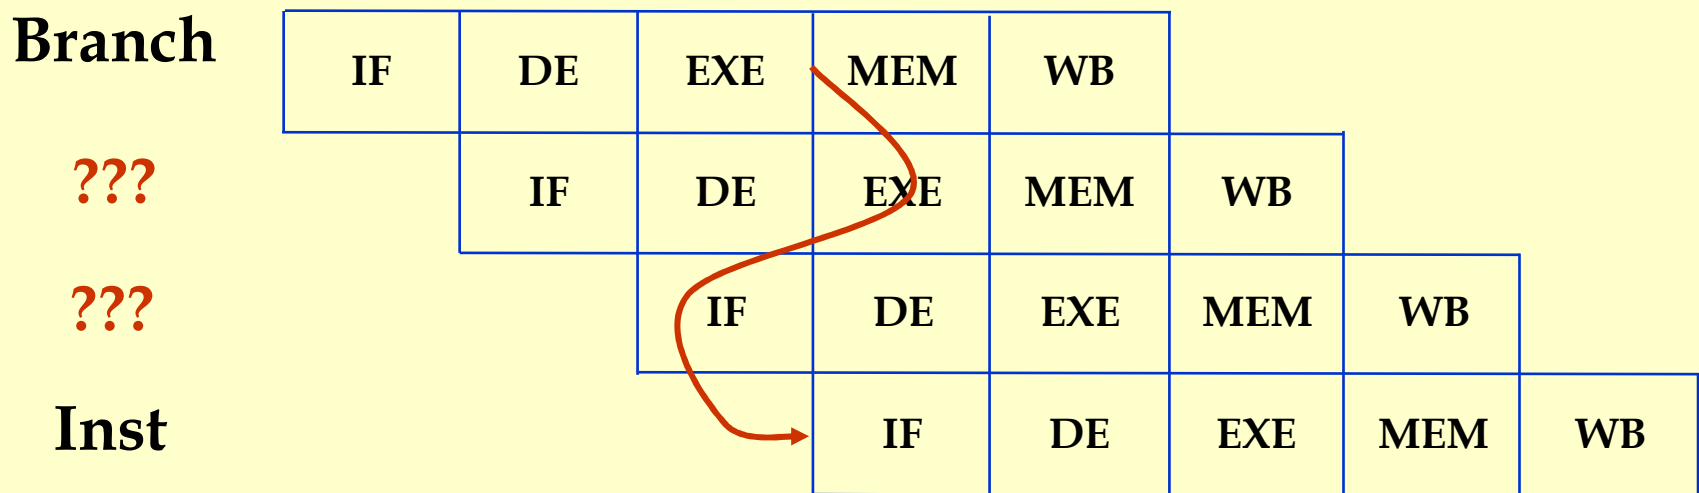 Branch IF DE EXE MEM WB
??? IF DE EXE MEM WB
??? IF DE EXE MEM WB
Inst IF DE EXE MEM WB